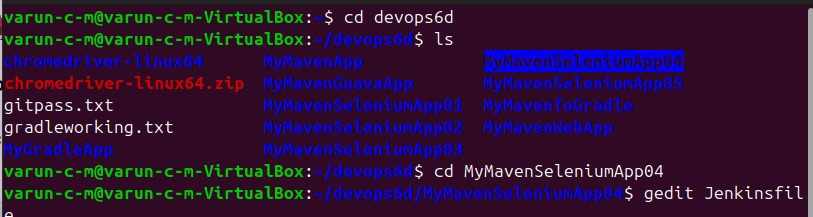 varun-c-m@varun-c-m-VirtualBox:~$ cd devops6d
varun-c-m@varun-c-m-VirtualBox:~/devops6d$ ls
chromedriver-linux64 MyMavenApp MyMavenSeleniumApp04
chromedriver-linux64.zip MyMavenGuavaApp MyMavenSeleniumApp05
gitpass.txt MyMavenSeleniumApp01 MyMavenToGradle
gradleworking.txt MyMavenSeleniumApp02 MyMavenWebApp
MyGradleApp MyMavenSeleniumApp03
varun-c-m@varun-c-m-VirtualBox:~/devops6d$ cd MyMavenSeleniumApp04
varun-c-m@varun-c-m-VirtualBox:~/devops6d/MyMavenSeleniumApp04$ gedit Jenkinsfil
e